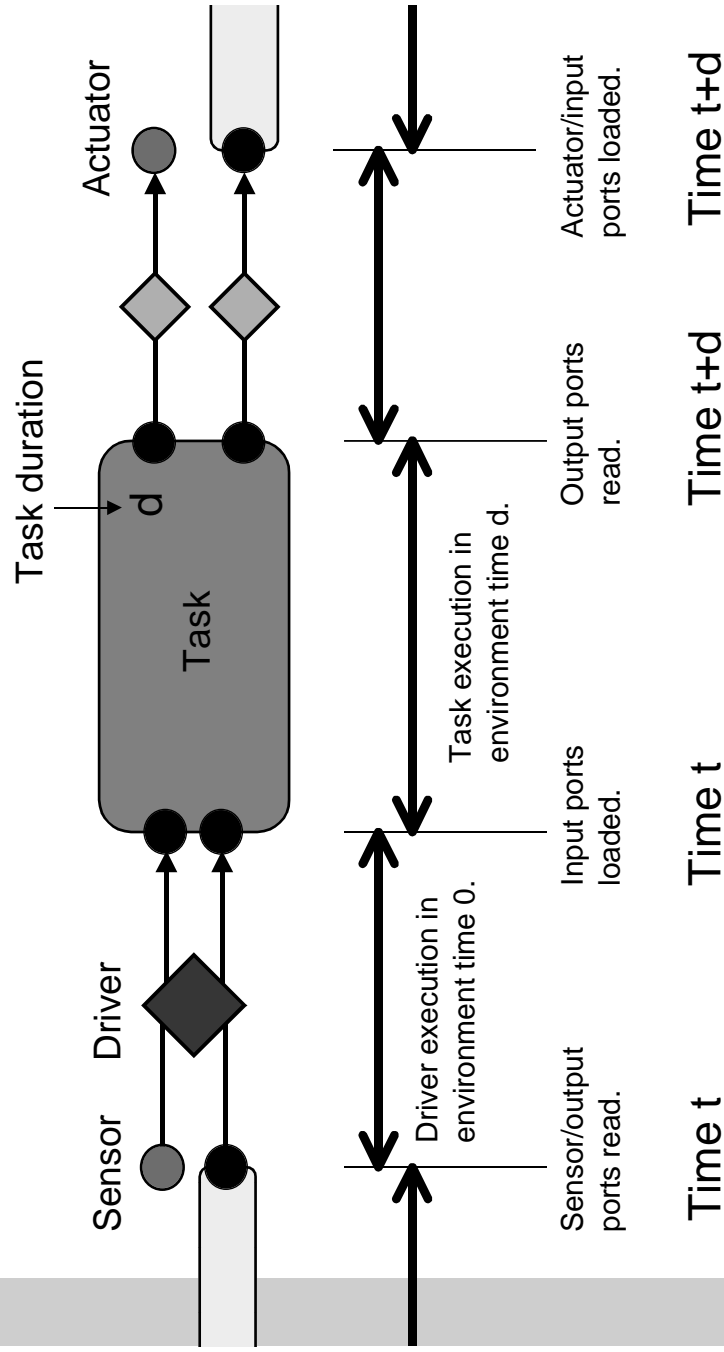 Task duration
Sensor
Driver
Actuator
d
Task
Driver execution in
environment time 0.
Task execution in
environment time d.
Sensor/output
ports read.
Input ports
loaded.
Output ports
read.
Actuator/input
ports loaded.
Time t
Time t
Time t+d
Time t+d